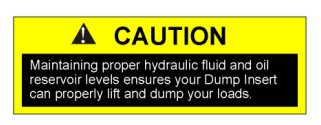 CAUTION
Maintaining proper hydraulic fluid and oil
reservoir levels ensures your Dump Insert
can properly lift and dump your loads.